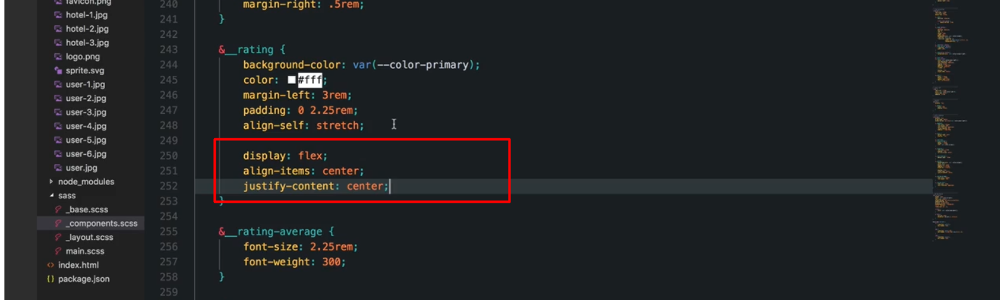 favicon.png
hotel-1.jpg
hotel-2.jpg
hotel-3.jpg
logo.png
sprite.svg
user-1.jpg
user-2.jpg
user-3.jpg
user-4.jpg
user-5.jpg
user-6.jpg
user.jpg
node_modules
sass
_base.scss
_components.scss
_layout.scss
main.scss
index.html
{} package.json
240 margin-right: .5rem;
241 }
242
243 &__rating {
244 background-color: var(--color-primary);
245 color: #fff;
246 margin-left: 3rem;
247 padding: 0 2.25rem;
248 align-self: stretch;
249
250 display: flex;
251 align-items: center;
252 justify-content: center;
253 }
254
255 &__rating-average {
256 font-size: 2.25rem;
257 font-weight: 300;
258 }
259